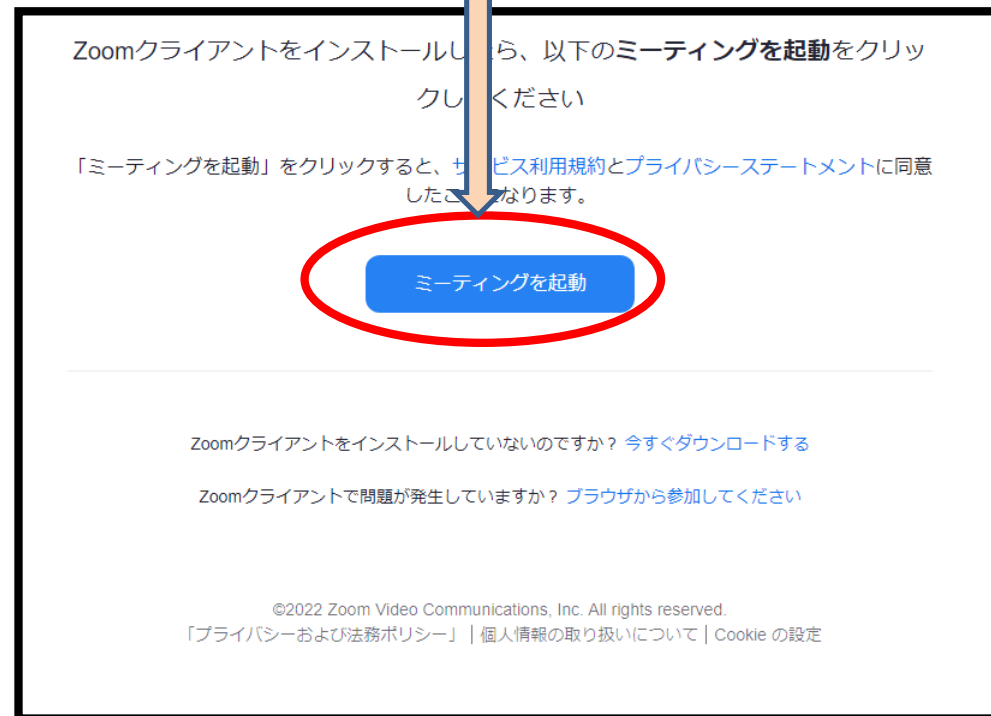 Zoomクライアントをインストールしたら、以下のミーティングを起動をクリッ
クしてください
「ミーティングを起動」をクリックすると、サービス利用規約とプライバシーステートメントに同意
したことになります。
ミーティングを起動
Zoomクライアントをインストールしていないのですか？ 今すぐダウンロードする
Zoomクライアントで問題が発生していますか？ ブラウザから参加してください
©2022 Zoom Video Communications, Inc. All rights reserved.
「プライバシーおよび法務ポリシー」 | 個人情報の取り扱いについて | Cookie の設定